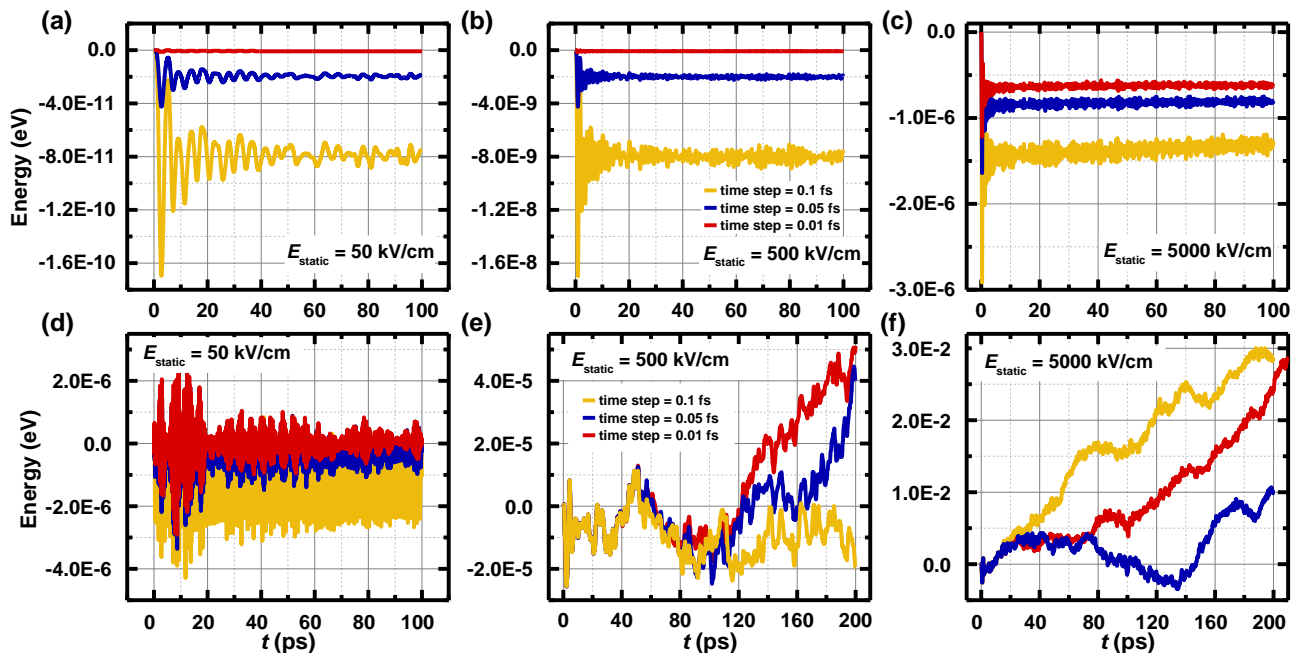 (a)
(b)
(c)
0.0
-4.0E-11
-8.0E-11
-1.2E-10
-1.6E-10
Energy (eV)
E static = 50 kV/cm
0 20 40 60 80 100
0.0
-4.0E-9
-8.0E-9
-1.2E-8
-1.6E-8
time step = 0.1 fs
time step = 0.05 fs
time step = 0.01 fs
E static = 500 kV/cm
0 20 40 60 80 100
0.0
-1.0E-6
-2.0E-6
-3.0E-6
E static = 5000 kV/cm
0 20 40 60 80 100
(d)
(e)
(f)
E static = 50 kV/cm
2.0E-6
0.0
-2.0E-6
-4.0E-6
Energy (eV)
0 20 40 60 80 100
t (ps)
E static = 500 kV/cm
4.0E-5
2.0E-5
0.0
-2.0E-5
time step = 0.1 fs
time step = 0.05 fs
time step = 0.01 fs
0 40 80 120 160 200
t (ps)
E static = 5000 kV/cm
3.0E-2
2.0E-2
1.0E-2
0.0
0 40 80 120 160 200
t (ps)